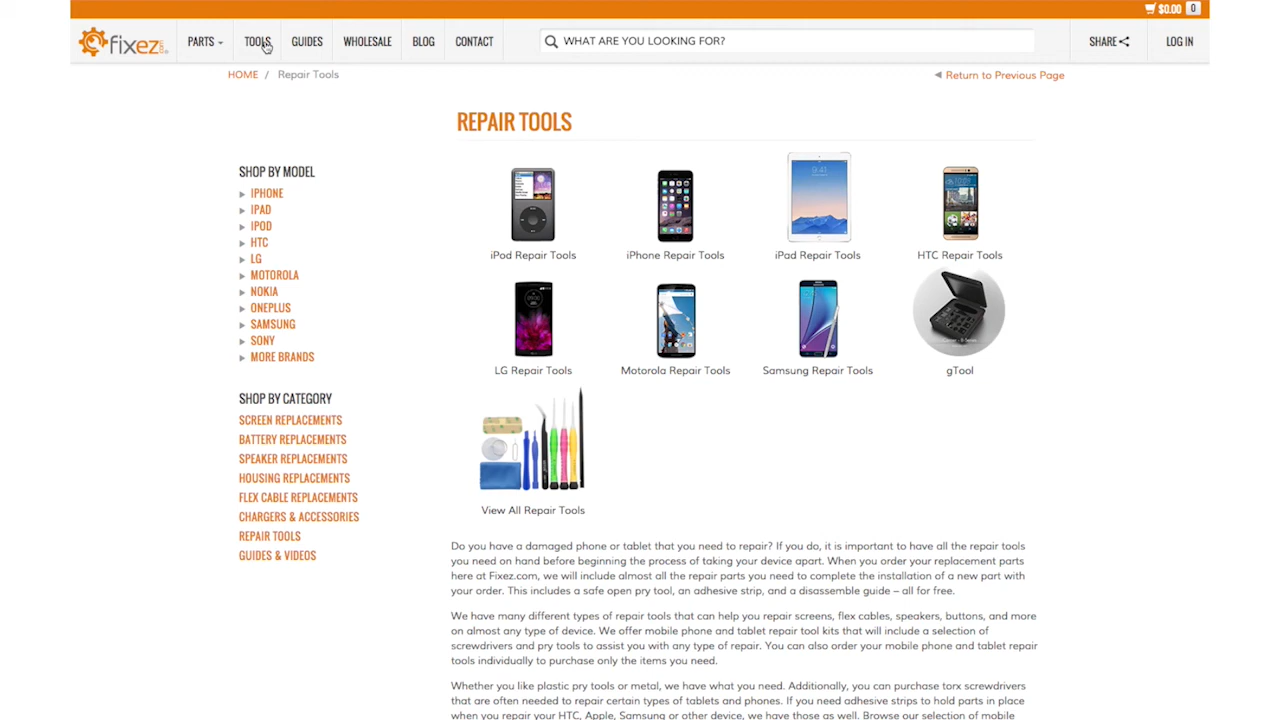 $0.00 0
fixez.com
PARTS TOOLS GUIDES WHOLESALE BLOG CONTACT WHAT ARE YOU LOOKING FOR? SHARE LOG IN
HOME / Repair Tools Return to Previous Page
REPAIR TOOLS
SHOP BY MODEL
IPHONE
IPAD
IPOD
HTC
LG
MOTOROLA
NOKIA
ONEPLUS
SAMSUNG
SONY
MORE BRANDS
SHOP BY CATEGORY
SCREEN REPLACEMENTS
BATTERY REPLACEMENTS
SPEAKER REPLACEMENTS
HOUSING REPLACEMENTS
FLEX CABLE REPLACEMENTS
CHARGERS & ACCESSORIES
REPAIR TOOLS
GUIDES & VIDEOS
iPod Repair Tools iPhone Repair Tools iPad Repair Tools HTC Repair Tools
LG Repair Tools Motorola Repair Tools Samsung Repair Tools gTool
View All Repair Tools
Do you have a damaged phone or tablet that you need to repair? If you do, it is important to have all the repair tools
you need on hand before beginning the process of taking your device apart. When you order your replacement parts
here at Fixez.com, we will include almost all the repair parts you need to complete the installation of a new part with
your order. This includes a safe open pry tool, an adhesive strip, and a disassemble guide – all for free.
We have many different types of repair tools that can help you repair screens, flex cables, speakers, buttons, and more
on almost any type of device. We offer mobile phone and tablet repair tool kits that will include a selection of
screwdrivers and pry tools to assist you with any type of repair. You can also order your mobile phone and tablet repair
tools individually to purchase only the items you need.
Whether you like plastic pry tools or metal, we have what you need. Additionally, you can purchase torx screwdrivers
that are often needed to repair certain types of tablets and phones. If you need adhesive strips to hold parts in place
when you repair your HTC, Apple, Samsung or other device, we have those as well. Browse our selection of mobile